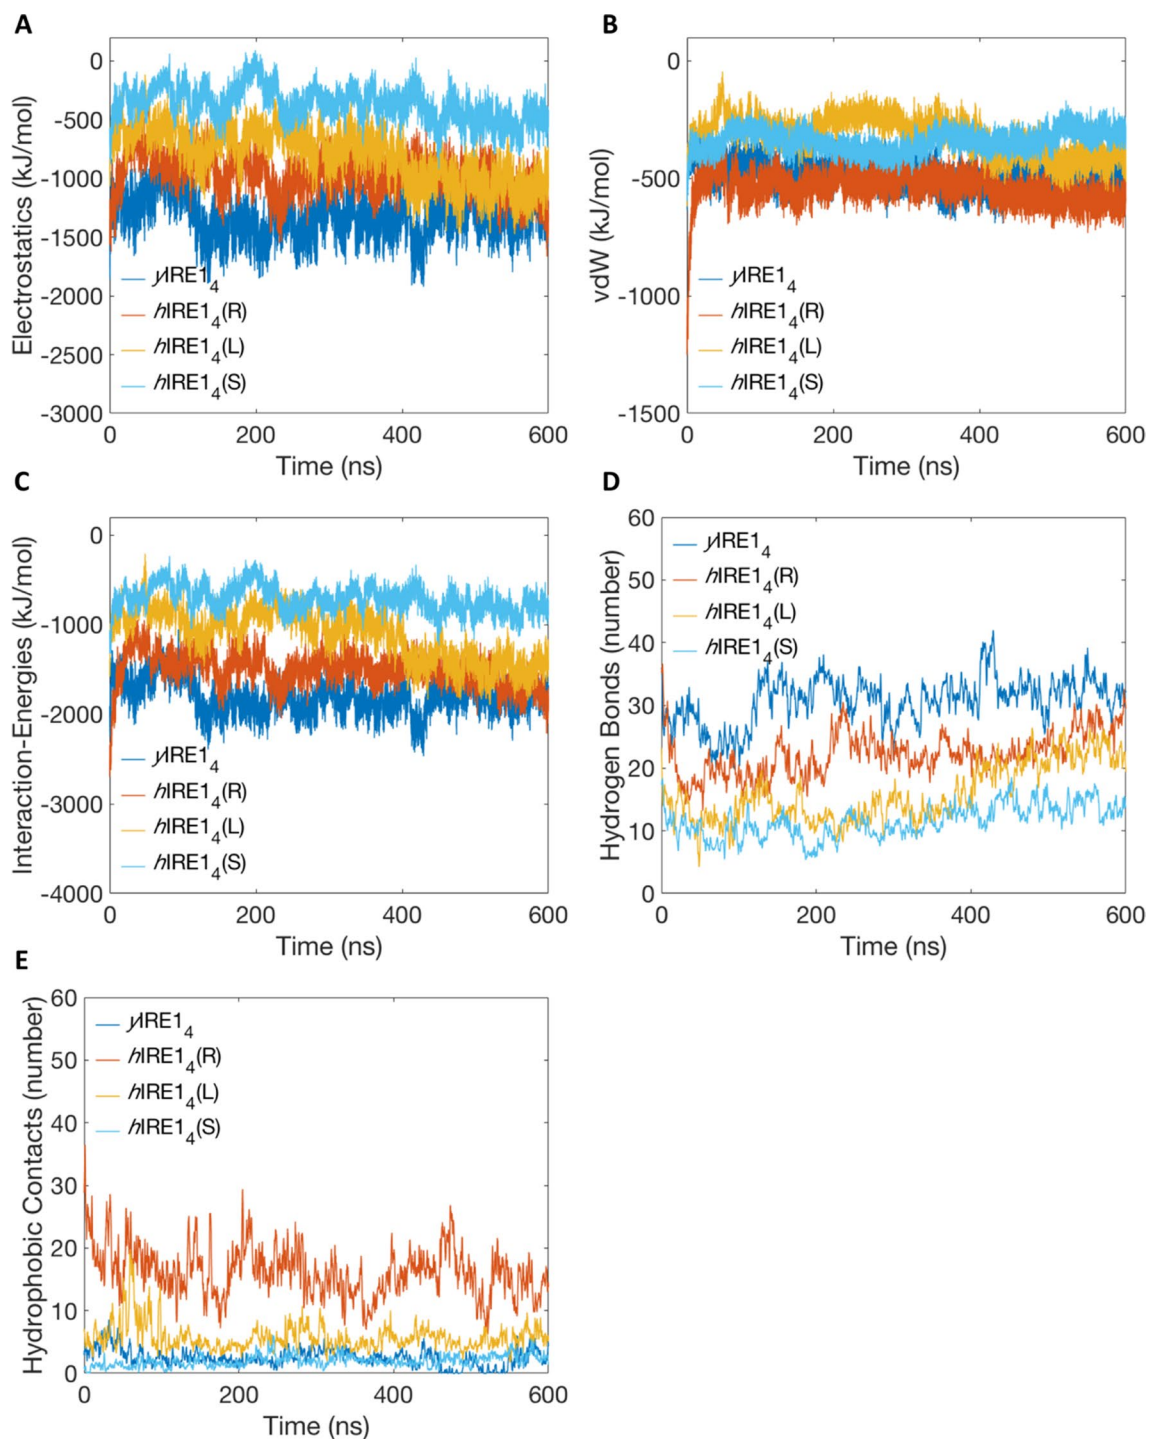 A
Electrostatics (kJ/mol)
0
-500
-1000
-1500
-2000
-2500
-3000
yIRE14
hIRE14(R)
hIRE14(L)
hIRE14(S)
0 200 400 600
Time (ns)
B
vdW (kJ/mol)
0
-500
-1000
-1500
yIRE14
hIRE14(R)
hIRE14(L)
hIRE14(S)
0 200 400 600
Time (ns)
C
Interaction-Energies (kJ/mol)
0
-1000
-2000
-3000
-4000
yIRE14
hIRE14(R)
hIRE14(L)
hIRE14(S)
0 200 400 600
Time (ns)
D
Hydrogen Bonds (number)
60
50
40
30
20
10
0
yIRE14
hIRE14(R)
hIRE14(L)
hIRE14(S)
0 200 400 600
Time (ns)
E
Hydrophobic Contacts (number)
60
50
40
30
20
10
0
yIRE14
hIRE14(R)
hIRE14(L)
hIRE14(S)
0 200 400 600
Time (ns)